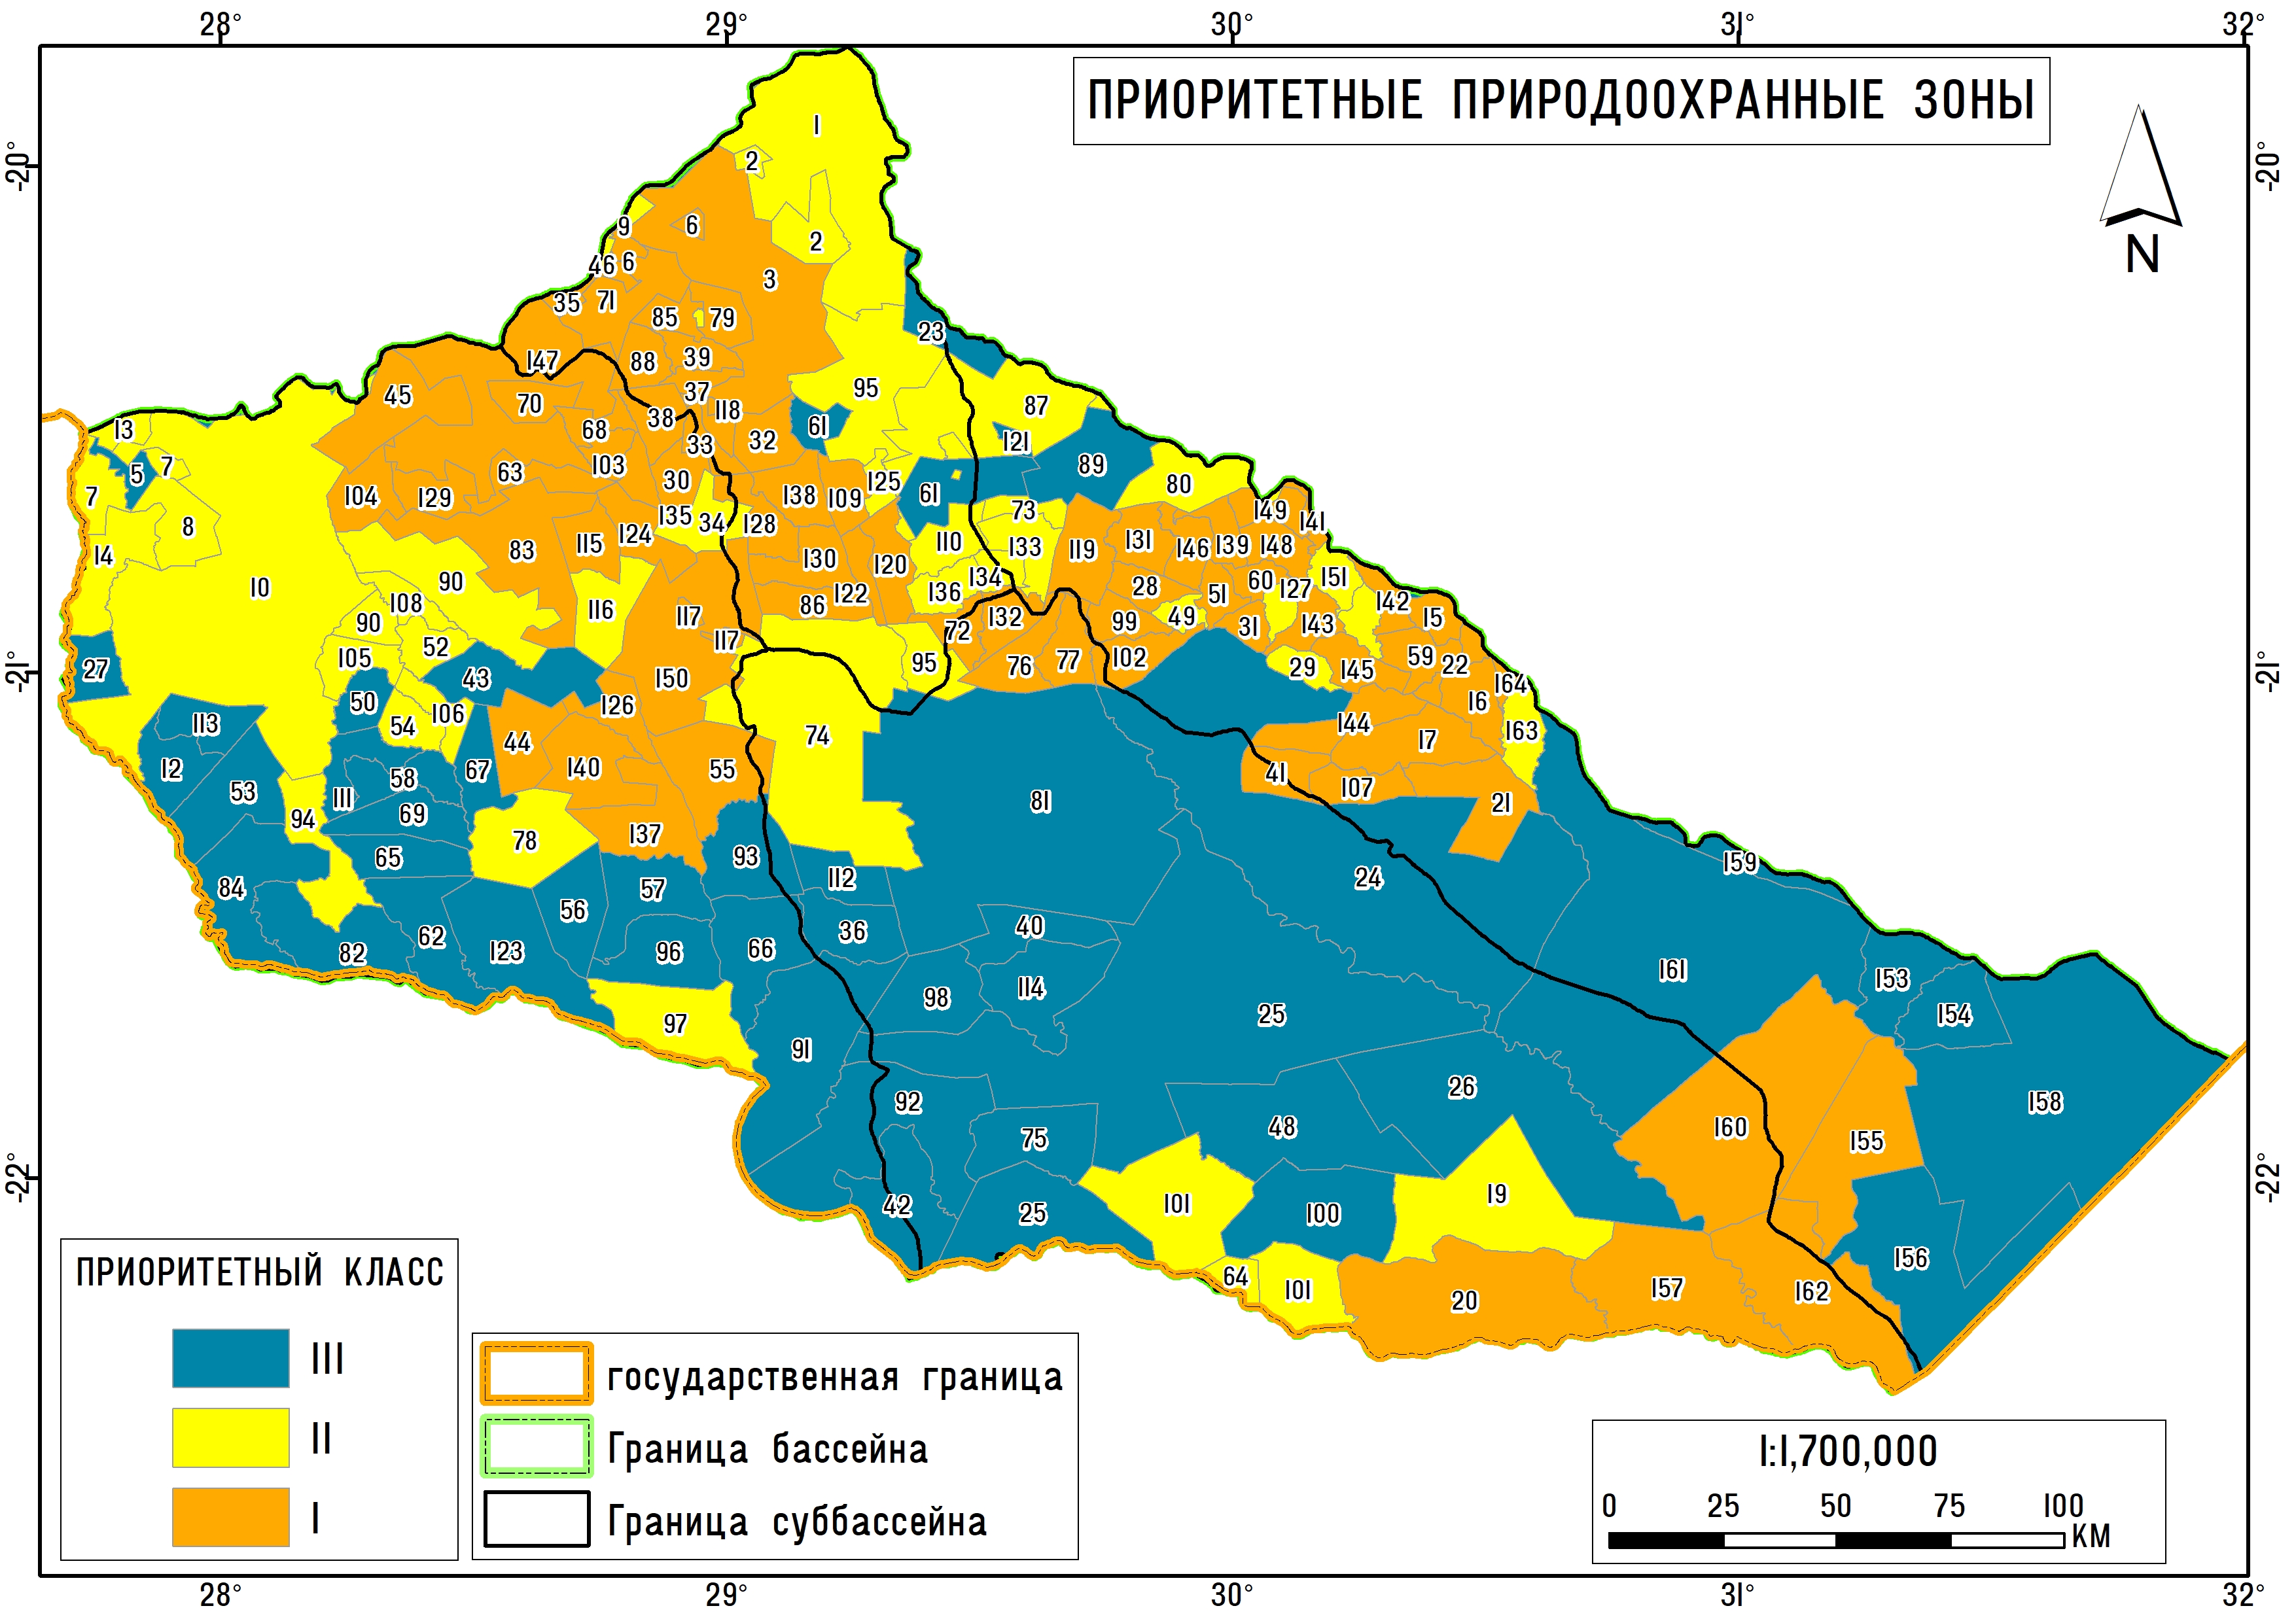 28° 29° 30° 31° 32°
ПРИОРИТЕТНЫЕ ПРИРОДООХРАННЫЕ ЗОНЫ
1
-20° 2 -20°
9 6 2 N
46 6 3
35 71 85 79 23
147 88 39
45 70 37 95 87
38 118 61
13 68 33 32 121
5 7 63 103 30 89
7 104 129 138 109 125 61 80
8 135 34 128 73 149 141
14 83 115 124 130 120 110 133 119 131 146 139 148
10 90 134 151
108 116 86 122 136 28 51 60 127 142
90 117 132 99 49 31 143 15
52 117 72
105 95 76 77 102 29 145 59 22
-21° 27 43 150 164 -21°
50 126 16
113 54 106 44 74 144 17 163
12 58 67 140 55 41 107
53 111 69 81 21
94 78 137
65 93 112 24 159
84 57
62 56 36 40
82 123 96 66 161 153
98 114 25 154
97 91
92 26 158
75 48 160 155
-22° 42 25 101 100 19 -22°
64 101 20 157 162 156
ПРИОРИТЕТНЫЙ КЛАСС
III
II
I
государственная граница
Граница бассейна
Граница суббассейна
1:1,700,000
0 25 50 75 100
КМ
28° 29° 30° 31° 32°